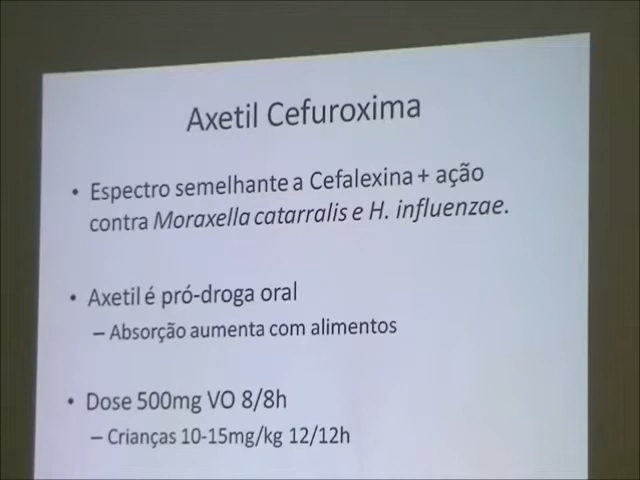 Axetil Cefuroxima
• Espectro semelhante a Cefalexina + ação
contra Moraxella catarralis e H. influenzae.
• Axetil é pró-droga oral
– Absorção aumenta com alimentos
• Dose 500mg VO 8/8h
– Crianças 10-15mg/kg 12/12h